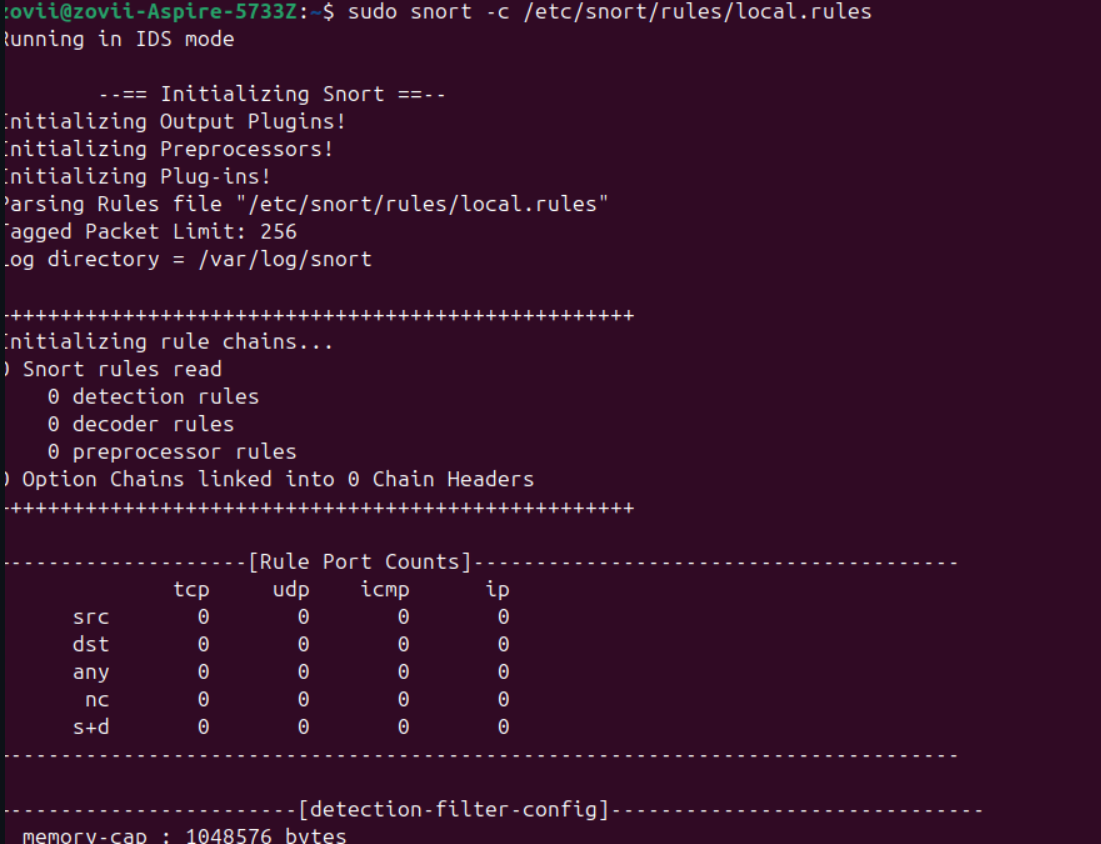 zovii@zovii-Aspire-5733Z:~$ sudo snort -c /etc/snort/rules/local.rules
Running in IDS mode
--== Initializing Snort ==--
Initializing Output Plugins!
Initializing Preprocessors!
Initializing Plug-ins!
Parsing Rules file "/etc/snort/rules/local.rules"
Tagged Packet Limit: 256
Log directory = /var/log/snort
+++++++++++++++++++++++++++++++++++++++++++++++++++
Initializing rule chains...
0 Snort rules read
0 detection rules
0 decoder rules
0 preprocessor rules
0 Option Chains linked into 0 Chain Headers
+++++++++++++++++++++++++++++++++++++++++++++++++++
-------------------[Rule Port Counts]---------------------------------------
tcp udp icmp ip
src 0 0 0 0
dst 0 0 0 0
any 0 0 0 0
nc 0 0 0 0
s+d 0 0 0 0
----------------------------------------------------------------------------
-----------------------[detection-filter-config]------------------------------
memory-cap : 1048576 bytes